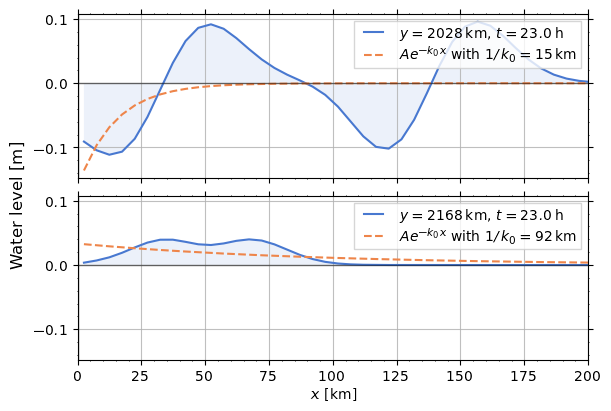 0.1
0.0
−0.1
y = 2028 km, t = 23.0 h
Ae^{−k₀x} with 1/k₀ = 15 km
Water level [m]
0.1
0.0
−0.1
y = 2168 km, t = 23.0 h
Ae^{−k₀x} with 1/k₀ = 92 km
0 25 50 75 100 125 150 175 200
x [km]